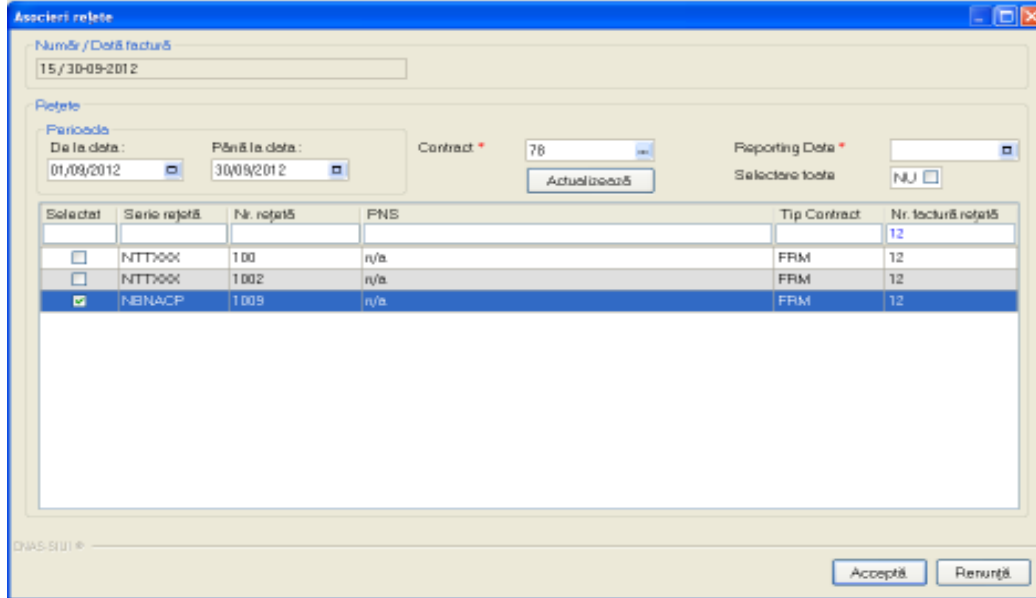 Asocieri rețete
Număr / Dată factură
15 / 30-09-2012
Rețete
Perioada
De la data : Până la data : Contract * 78 ... Reporting Date *
01/09/2012 30/09/2012 Actualizează Selectare toate NU
Selectat Serie rețetă Nr. rețetă PNS Tip Contract Nr. factură rețetă
12
NTTXXX 100 n/a FRM 12
NTTXXX 1002 n/a FRM 12
NBNACP 1009 n/a FRM 12
CNAS-SIUI ®
Acceptă Renunță